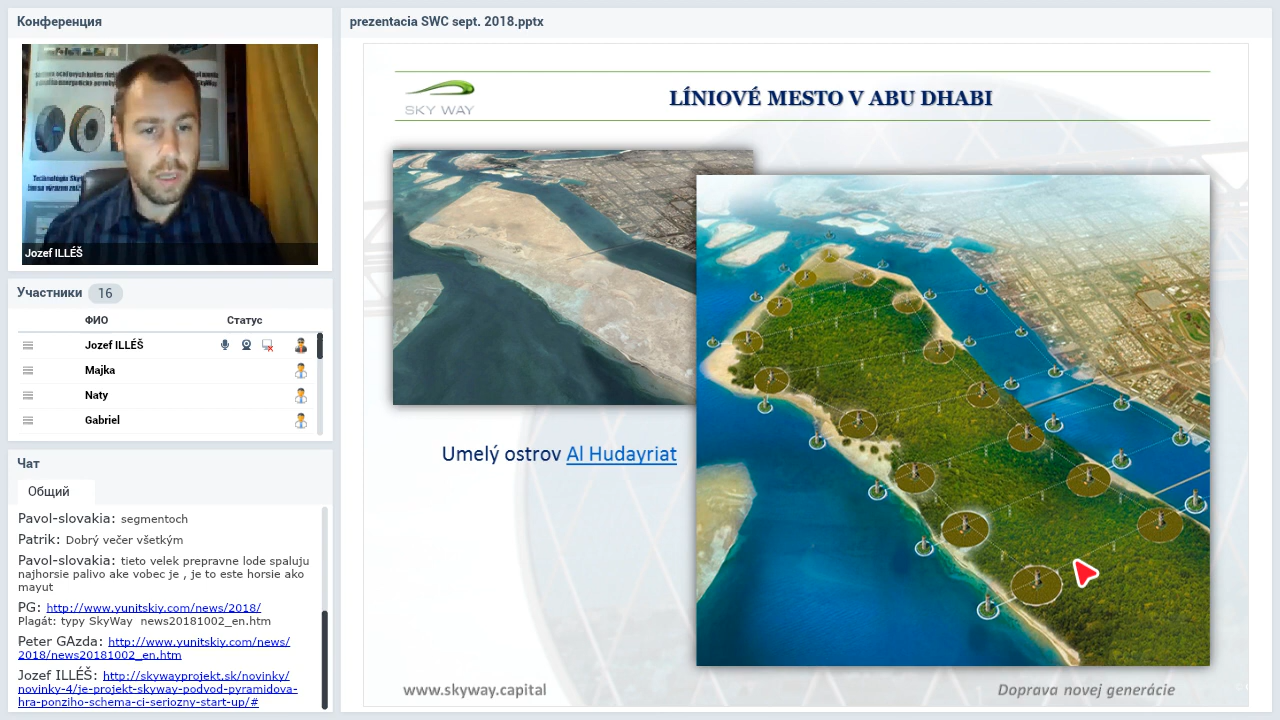 Конференция
Jozef ILLÉŠ
Участники 16
ФИО Статус
Jozef ILLÉŠ
Majka
Naty
Gabriel
Чат
Общий
Pavol-slovakia: segmentoch
Patrik: Dobrý večer všetkým
Pavol-slovakia: tieto velek prepravne lode spaluju
najhorsie palivo ake vobec je , je to este horsie ako
mayut
PG: http://www.yunitskiy.com/news/2018/
Plagát: typy SkyWay news20181002_en.htm
Peter GAzda: http://www.yunitskiy.com/news/
2018/news20181002_en.htm
Jozef ILLÉŠ: http://skywayprojekt.sk/novinky/
novinky-4/je-projekt-skyway-podvod-pyramidova-
hra-ponziho-schema-ci-seriozny-start-up/#
prezentacia SWC sept. 2018.pptx
SKY WAY
LÍNIOVÉ MESTO V ABU DHABI
Umelý ostrov Al Hudayriat
www.skyway.capital
Doprava novej generácie